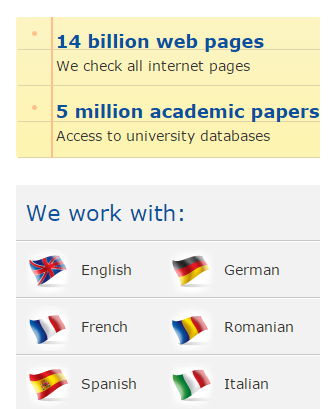 14 billion web pages
We check all internet pages
5 million academic papers
Access to university databases
We work with:
English German
French Romanian
Spanish Italian